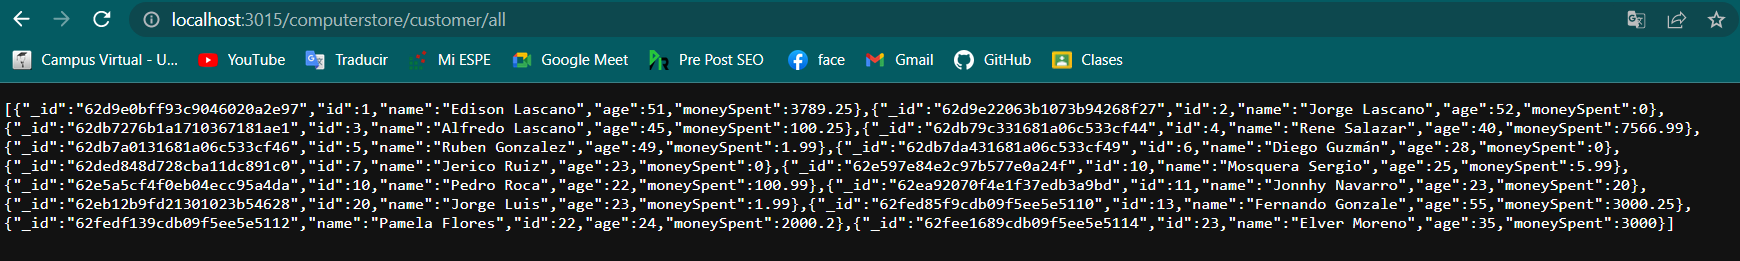 localhost:3015/computerstore/customer/all
Campus Virtual - U... YouTube Traducir Mi ESPE Google Meet Pre Post SEO face Gmail GitHub Clases
[{"_id":"62d9e0bff93c9046020a2e97","id":1,"name":"Edison Lascano","age":51,"moneySpent":3789.25},{"_id":"62d9e22063b1073b94268f27","id":2,"name":"Jorge Lascano","age":52,"moneySpent":0},
{"_id":"62db7276b1a1710367181ae1","id":3,"name":"Alfredo Lascano","age":45,"moneySpent":100.25},{"_id":"62db79c331681a06c533cf44","id":4,"name":"Rene Salazar","age":40,"moneySpent":7566.99},
{"_id":"62db7a0131681a06c533cf46","id":5,"name":"Ruben Gonzalez","age":49,"moneySpent":1.99},{"_id":"62db7da431681a06c533cf49","id":6,"name":"Diego Guzmán","age":28,"moneySpent":0},
{"_id":"62ded848d728cba11dc891c0","id":7,"name":"Jerico Ruiz","age":23,"moneySpent":0},{"_id":"62e597e84e2c97b577e0a24f","id":10,"name":"Mosquera Sergio","age":25,"moneySpent":5.99},
{"_id":"62e5a5cf4f0eb04ecc95a4da","id":10,"name":"Pedro Roca","age":22,"moneySpent":100.99},{"_id":"62ea92070f4e1f37edb3a9bd","id":11,"name":"Jonnhy Navarro","age":23,"moneySpent":20},
{"_id":"62eb12b9fd21301023b54628","id":20,"name":"Jorge Luis","age":23,"moneySpent":1.99},{"_id":"62fed85f9cdb09f5ee5e5110","id":13,"name":"Fernando Gonzale","age":55,"moneySpent":3000.25},
{"_id":"62fedf139cdb09f5ee5e5112","name":"Pamela Flores","id":22,"age":24,"moneySpent":2000.2},{"_id":"62fee1689cdb09f5ee5e5114","id":23,"name":"Elver Moreno","age":35,"moneySpent":3000}]